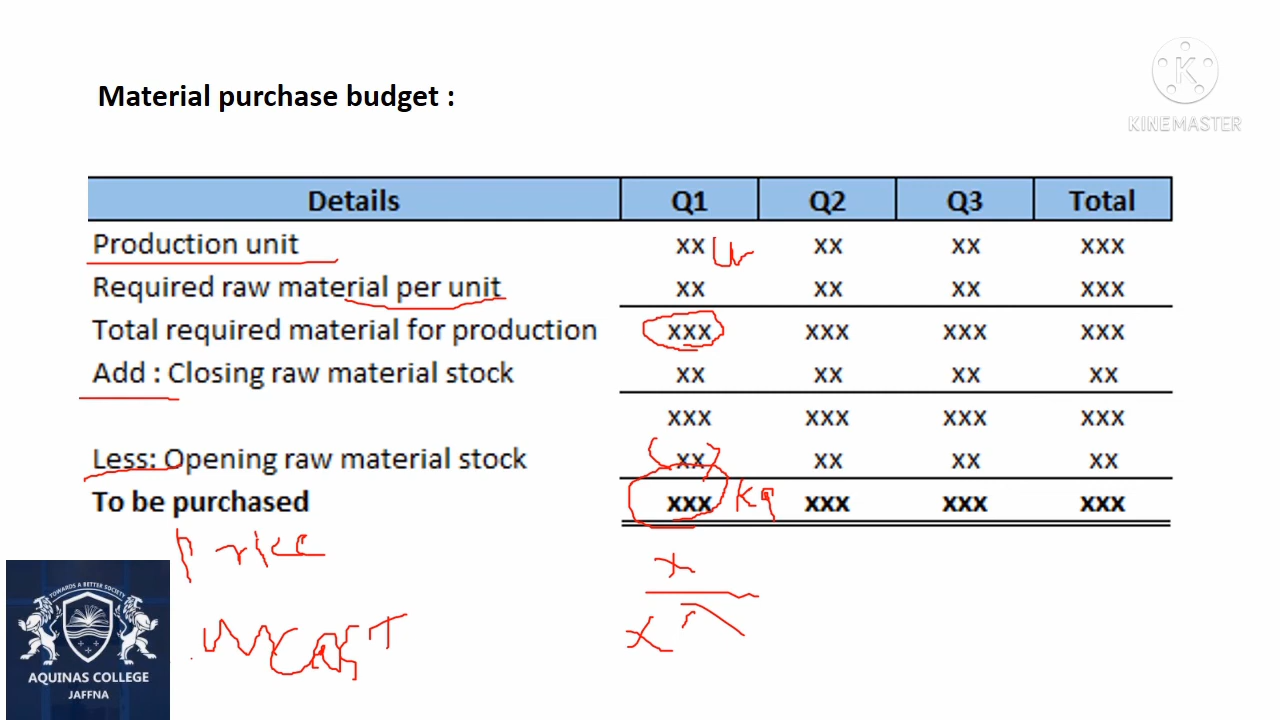 KINEMASTER
Material purchase budget :
Details Q1 Q2 Q3 Total
Production unit xx xx xx xxx
Required raw material per unit xx xx xx xxx
Total required material for production xxx xxx xxx xxx
Add : Closing raw material stock xx xx xx xx
xxx xxx xxx xxx
Less: Opening raw material stock (xx) xx xx xx
To be purchased xxx kg xxx xxx xxx
Price
x
x
TOWARDS A BETTER SOCIETY
AQUINAS COLLEGE
JAFFNA